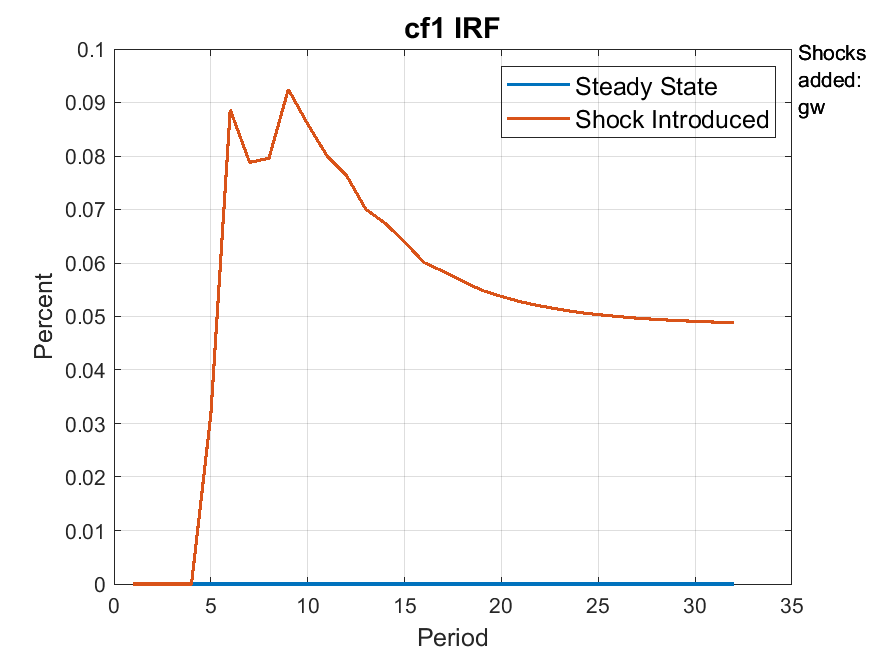 cf1 IRF
Shocks
added:
gw
Steady State
Shock Introduced
Percent
0.1
0.09
0.08
0.07
0.06
0.05
0.04
0.03
0.02
0.01
0
0 5 10 15 20 25 30 35
Period